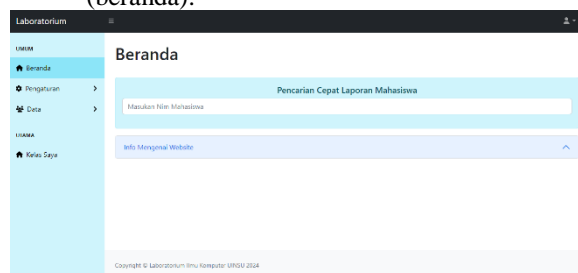 (beranda).
Laboratorium
UMUM
Beranda
Pengaturan
Data
UTAMA
Kelas Saya
Beranda
Pencarian Cepat Laporan Mahasiswa
Masukan Nim Mahasiswa
Info Mengenai Website
Copyright © Laboratorium Ilmu Komputer UINSU 2024